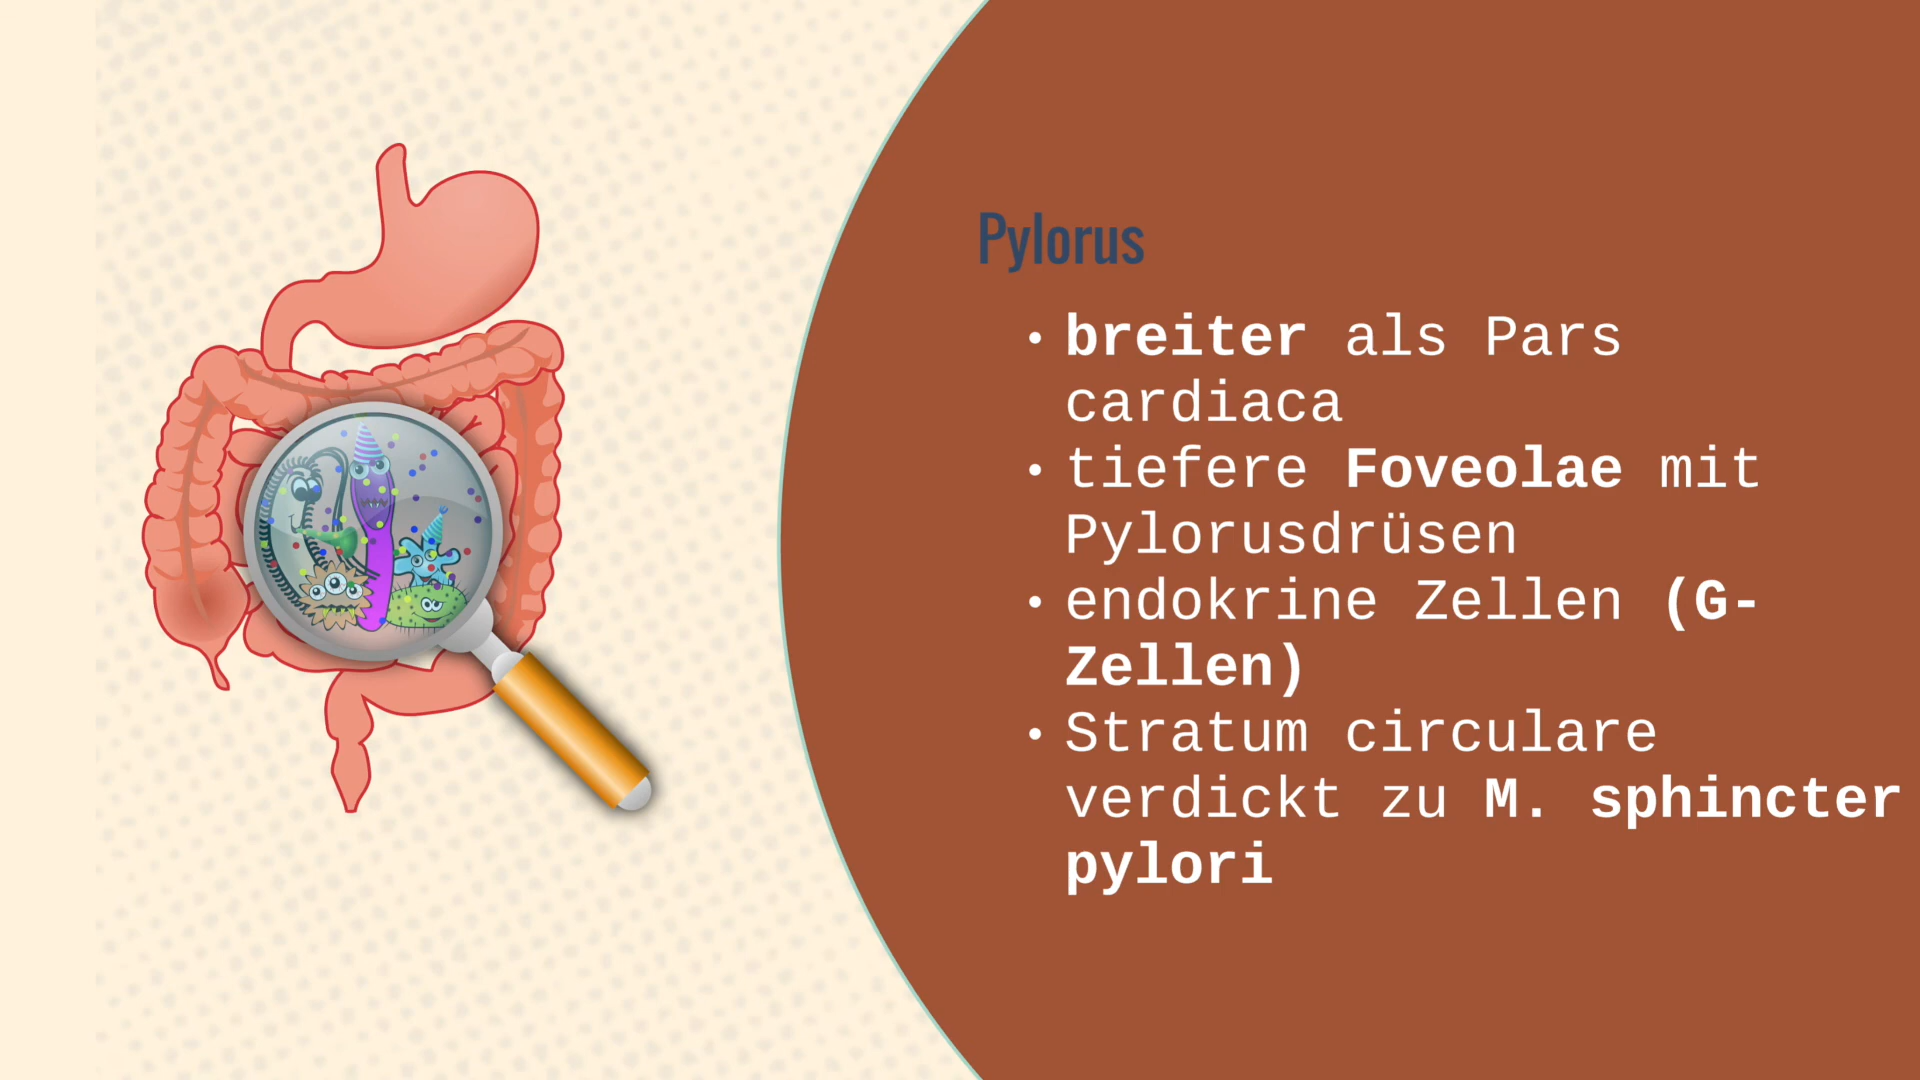 Pylorus
• breiter als Pars
cardiaca
• tiefere Foveolae mit
Pylorusdrüsen
• endokrine Zellen (G-
Zellen)
• Stratum circulare
verdickt zu M. sphincter
pylori